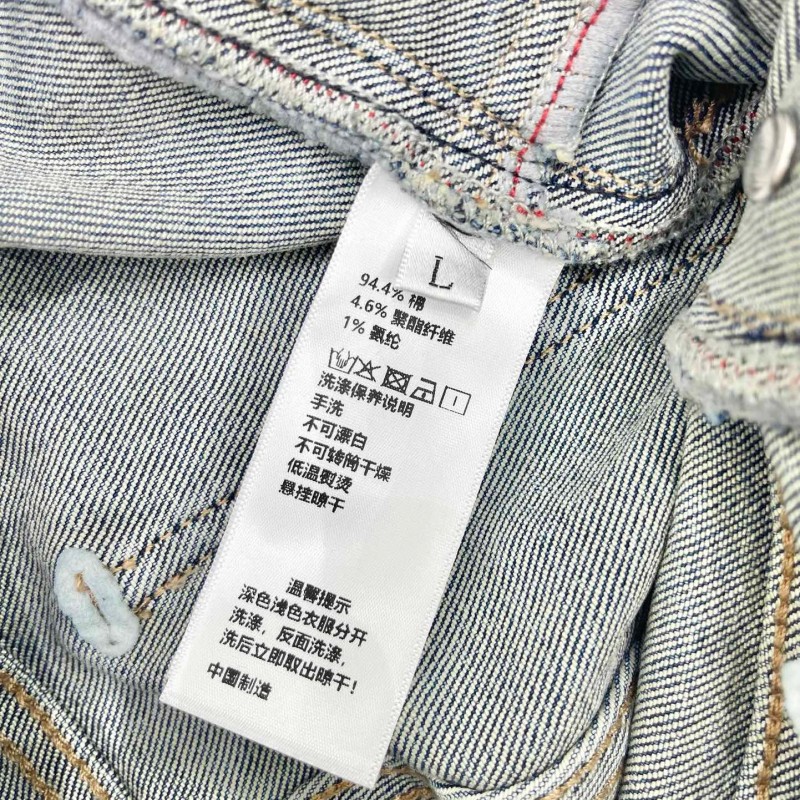 L
94.4% 棉
4.6% 聚酯纤维
1% 氨纶
洗涤保养说明
手洗
不可漂白
不可转筒干燥
低温熨烫
悬挂晾干
温馨提示
深色浅色衣服分开
洗涤，反面洗涤，
洗后立即取出晾干！
中国制造